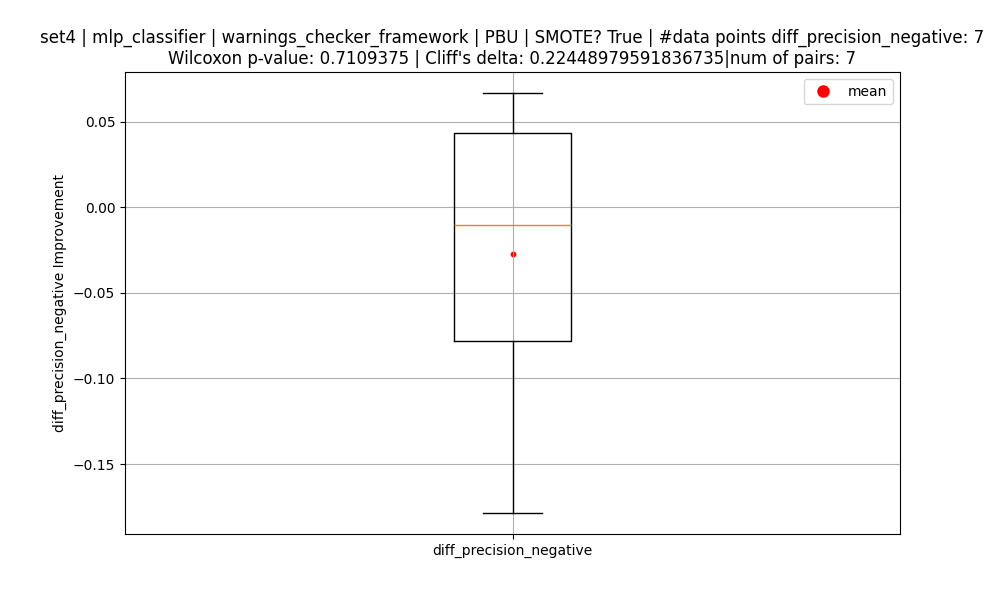 set4 | mlp_classifier | warnings_checker_framework | PBU | SMOTE? True | #data points diff_precision_negative: 7
Wilcoxon p-value: 0.7109375 | Cliff's delta: 0.22448979591836735|num of pairs: 7
mean
0.05
0.00
−0.05
−0.10
−0.15
diff_precision_negative Improvement
diff_precision_negative